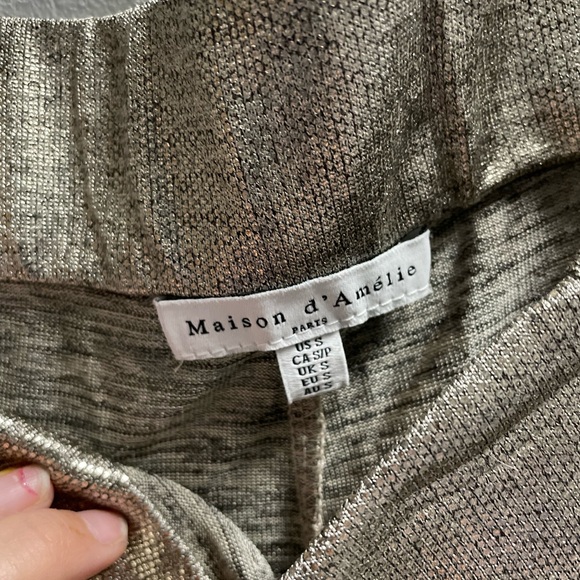 Maison d'Amélie
PARIS
US S
CA S/P
UK S
EU S
AU S